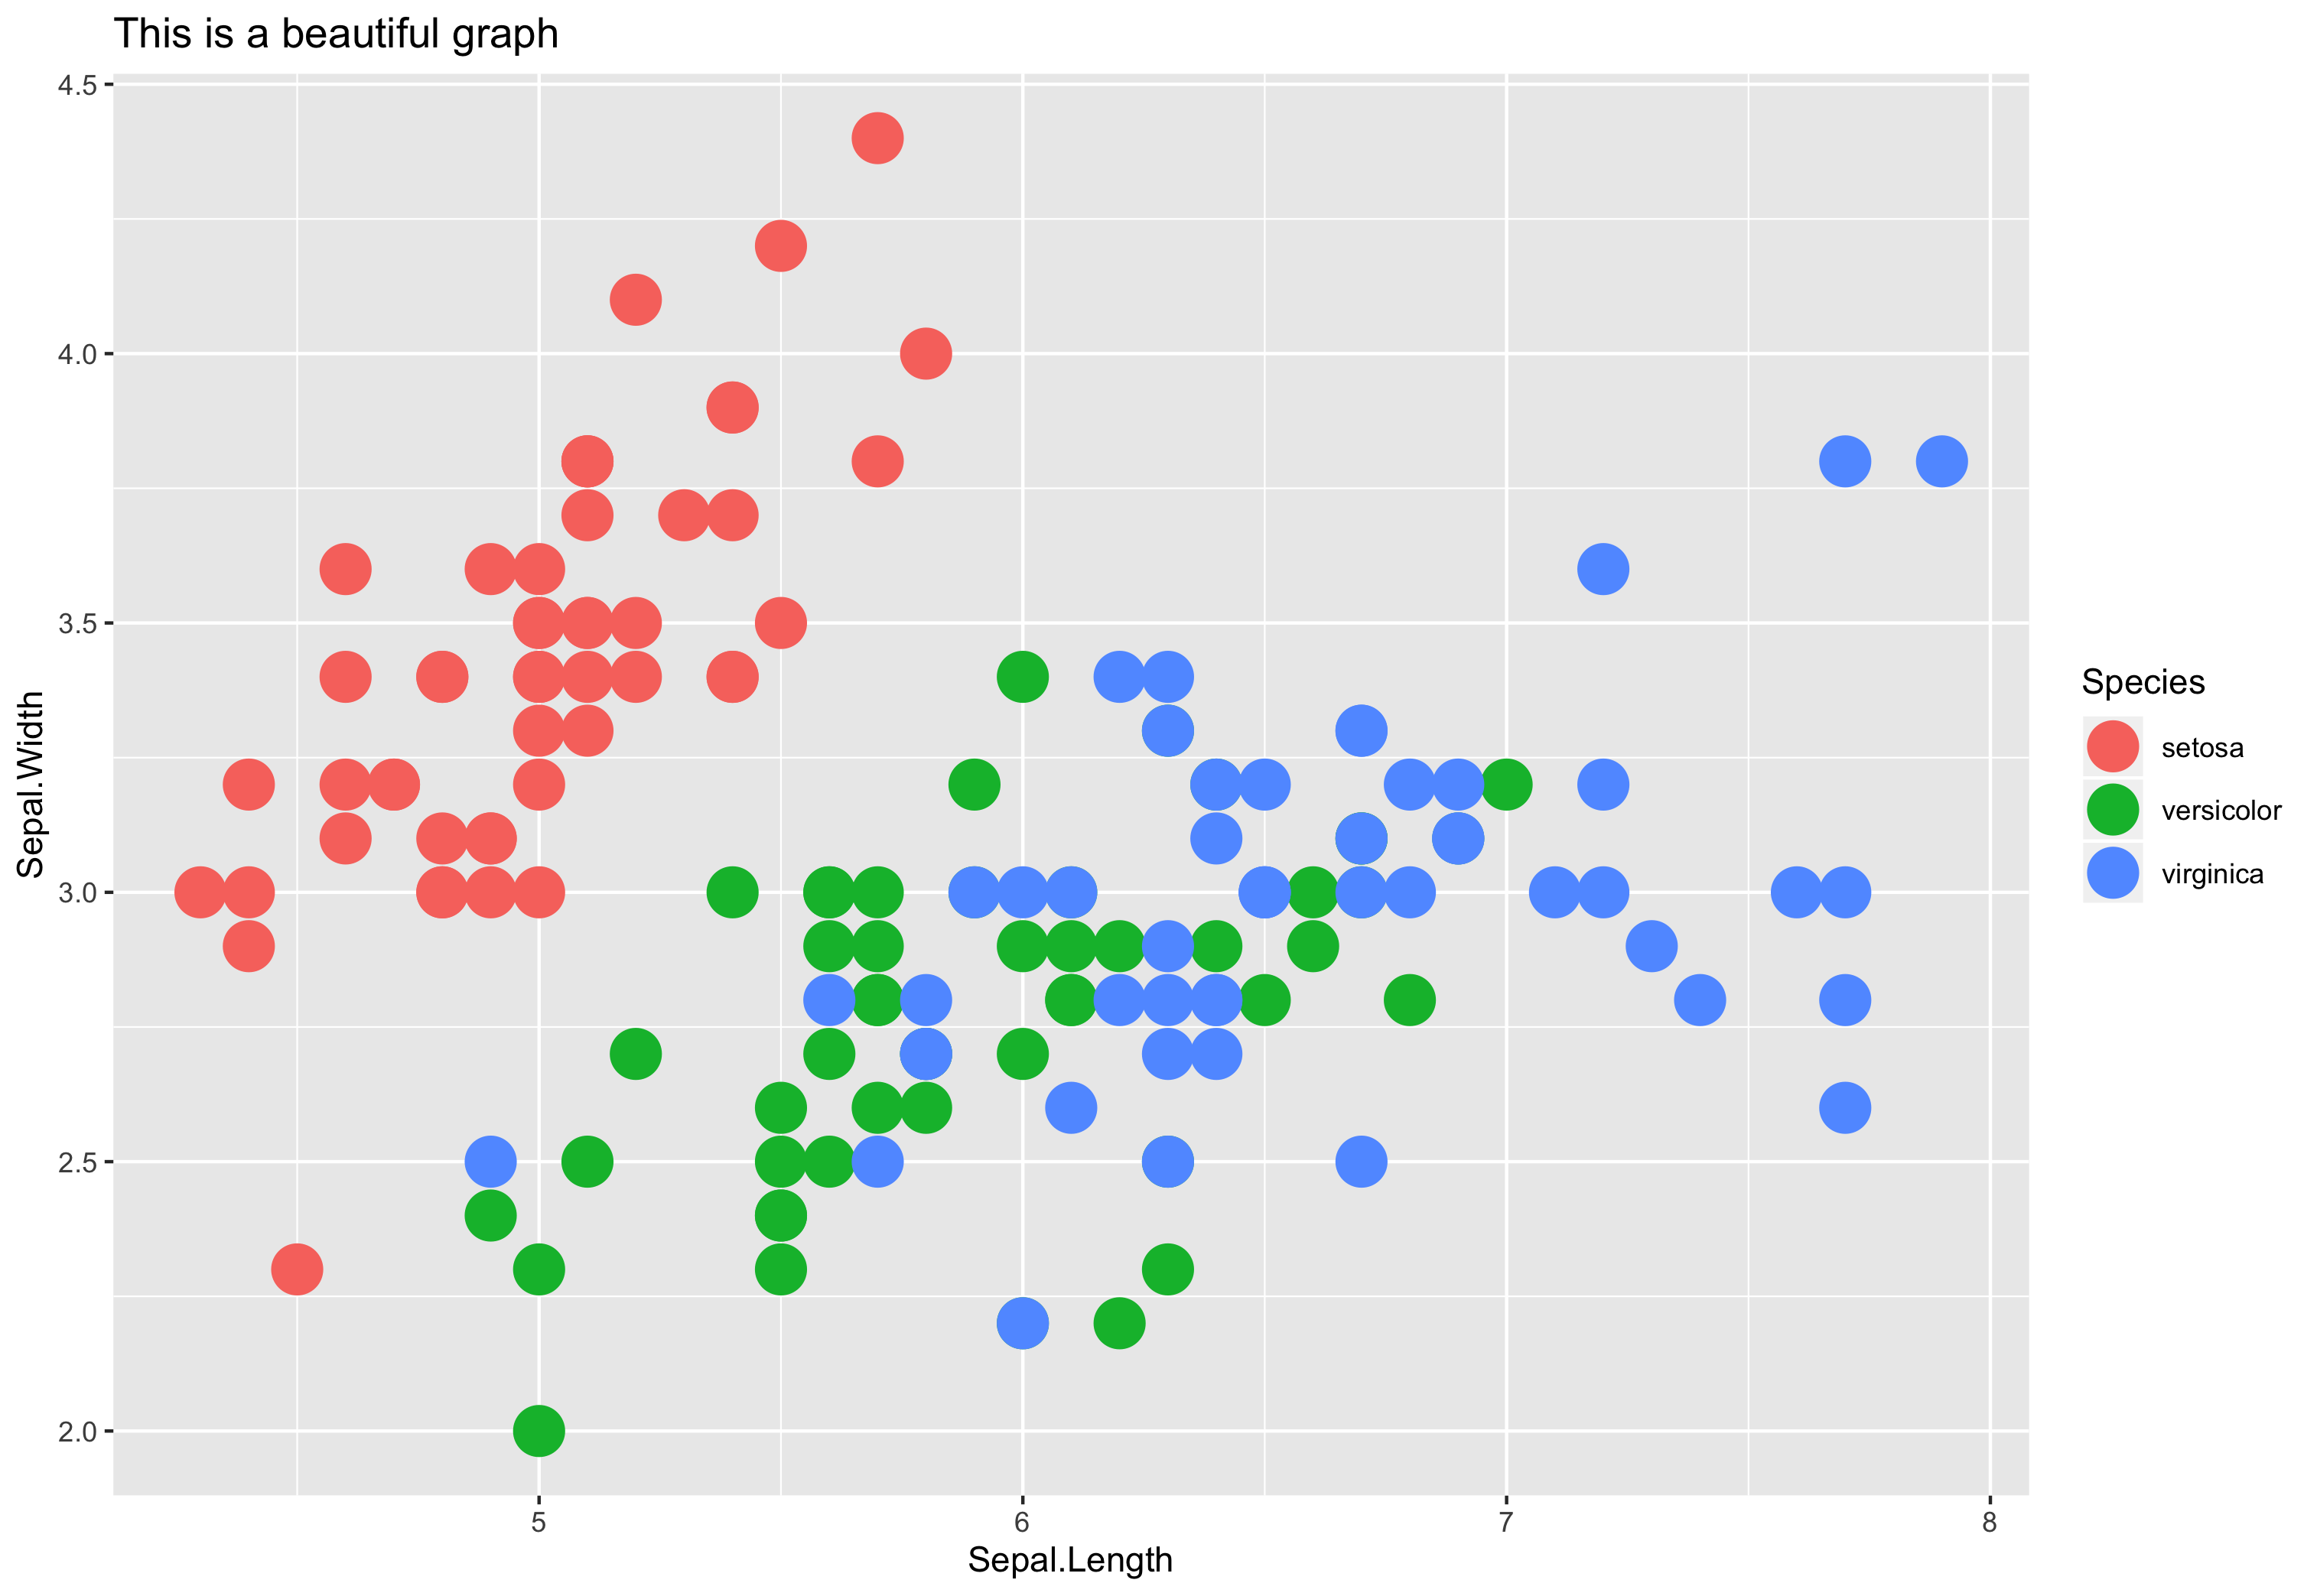 This is a beautiful graph
4.5
4.0
3.5
3.0
2.5
2.0
Sepal.Width
5 6 7 8
Sepal.Length
Species
setosa
versicolor
virginica